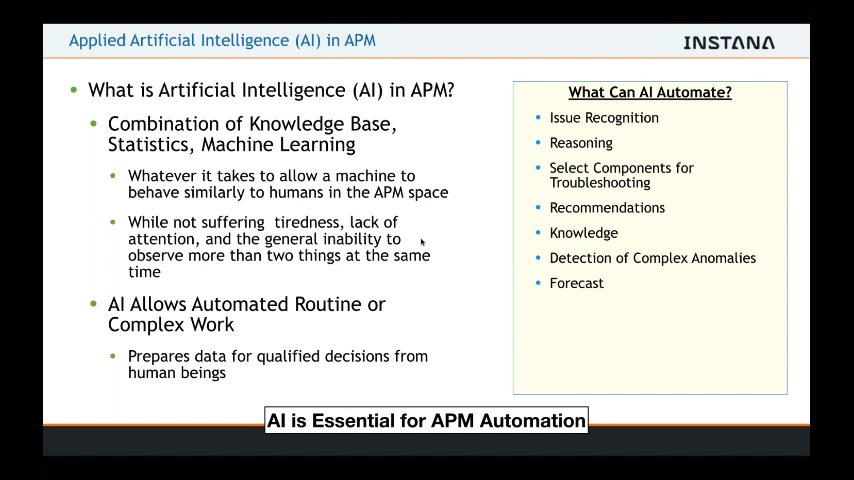 Applied Artificial Intelligence (AI) in APM
INSTANA
What is Artificial Intelligence (AI) in APM?
Combination of Knowledge Base,
Statistics, Machine Learning
Whatever it takes to allow a machine to
behave similarly to humans in the APM space
While not suffering tiredness, lack of
attention, and the general inability to
observe more than two things at the same
time
AI Allows Automated Routine or
Complex Work
Prepares data for qualified decisions from
human beings
What Can AI Automate?
Issue Recognition
Reasoning
Select Components for
Troubleshooting
Recommendations
Knowledge
Detection of Complex Anomalies
Forecast
AI is Essential for APM Automation